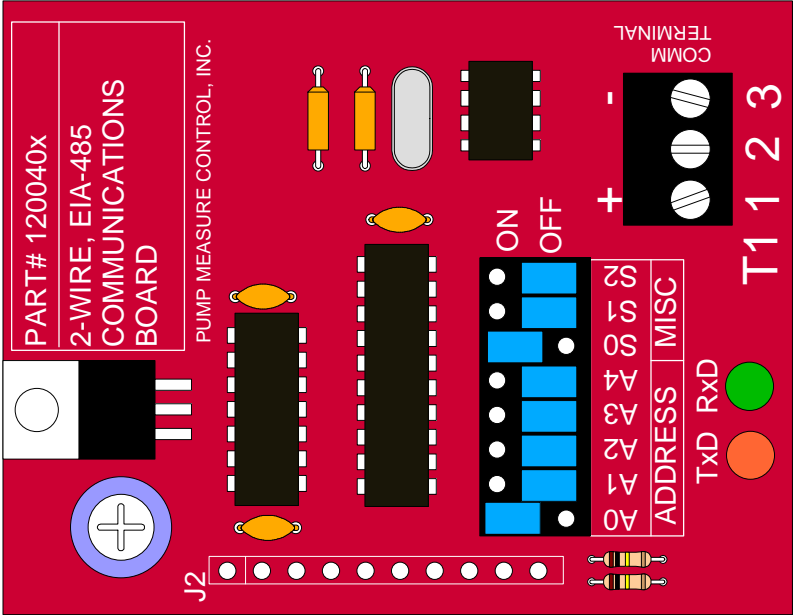 PART# 120040x
2-WIRE, EIA-485
COMMUNICATIONS
BOARD
PUMP MEASURE CONTROL, INC.
COMM
TERMINAL
-
+
T1 1 2 3
ON
OFF
S2
S1
S0
A4
A3
A2
A1
A0
MISC
ADDRESS
TxD RxD
J2